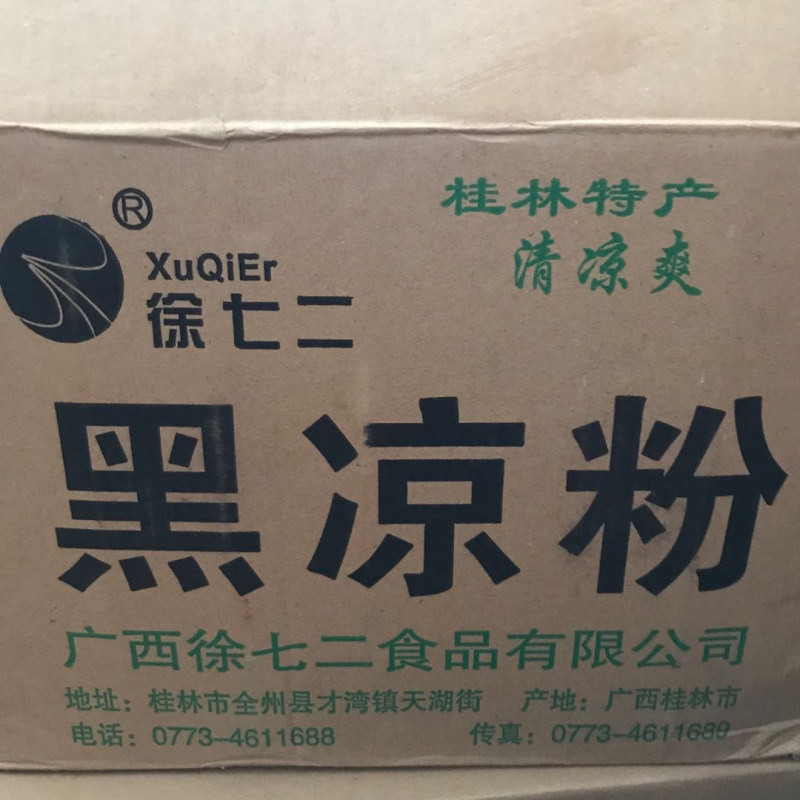 ®
XuQiEr
徐七二
桂林特产
清凉爽
黑凉粉
广西徐七二食品有限公司
地址：桂林市全州县才湾镇天湖街 产地：广西桂林市
电话：0773-4611688 传真：0773-4611689